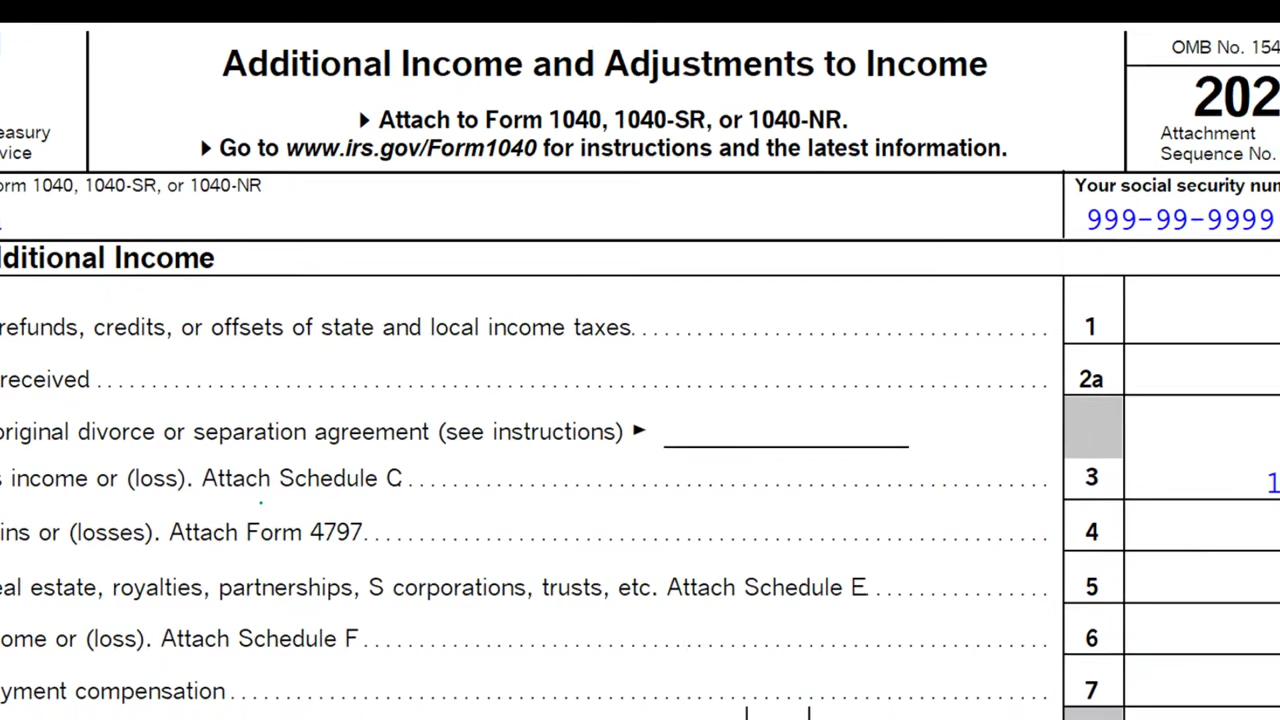 Additional Income and Adjustments to Income
OMB No. 154
▶ Attach to Form 1040, 1040-SR, or 1040-NR.
202
easury
Attachment
▶ Go to www.irs.gov/Form1040 for instructions and the latest information.
vice
Sequence No.
orm 1040, 1040-SR, or 1040-NR
Your social security num
999-99-9999
dditional Income
refunds, credits, or offsets of state and local income taxes
1
received
2a
original divorce or separation agreement (see instructions) ▶
s income or (loss). Attach Schedule C
3
1
ins or (losses). Attach Form 4797
4
eal estate, royalties, partnerships, S corporations, trusts, etc. Attach Schedule E
5
ome or (loss). Attach Schedule F
6
yment compensation
7